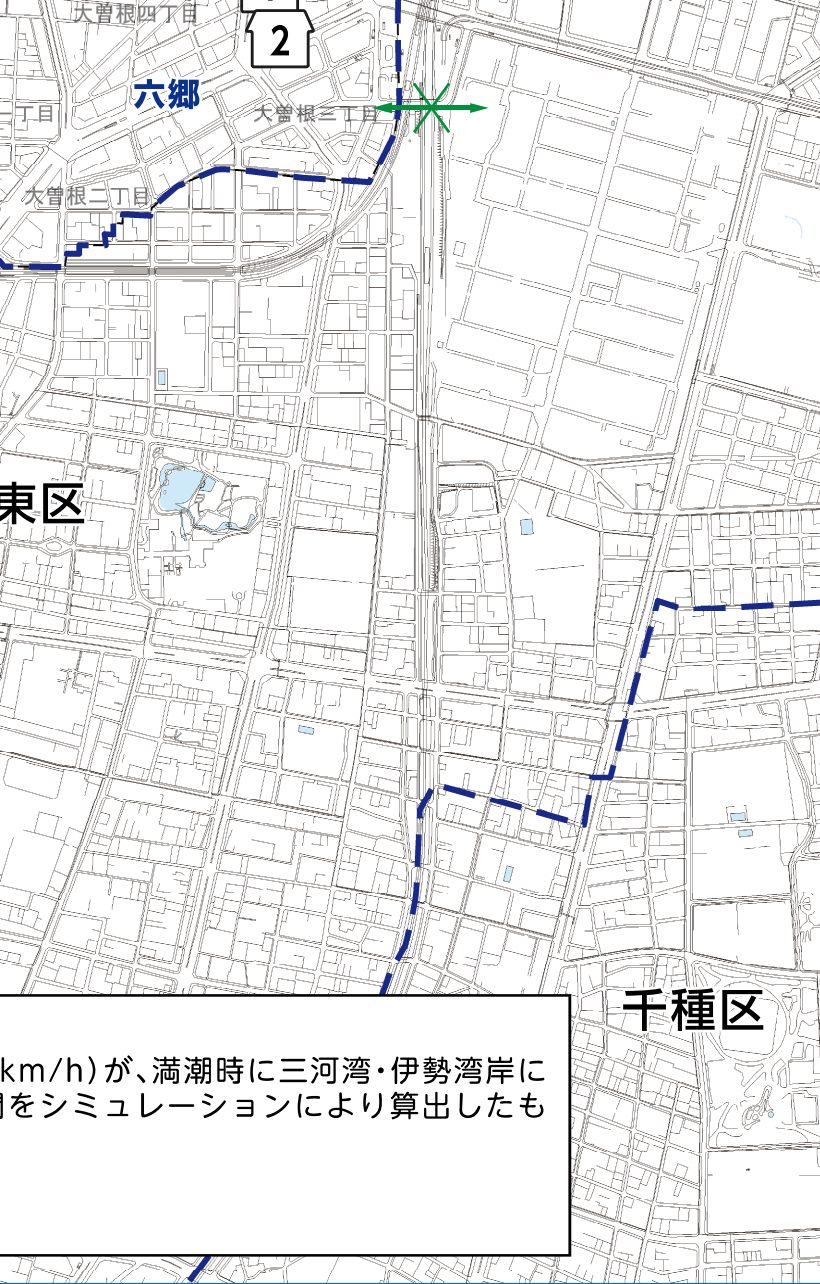 大曽根四丁目
2
六郷
大曽根三丁目
丁目
大曽根二丁目
東区
千種区
km/h)が、満潮時に三河湾・伊勢湾岸に
をシミュレーションにより算出したも